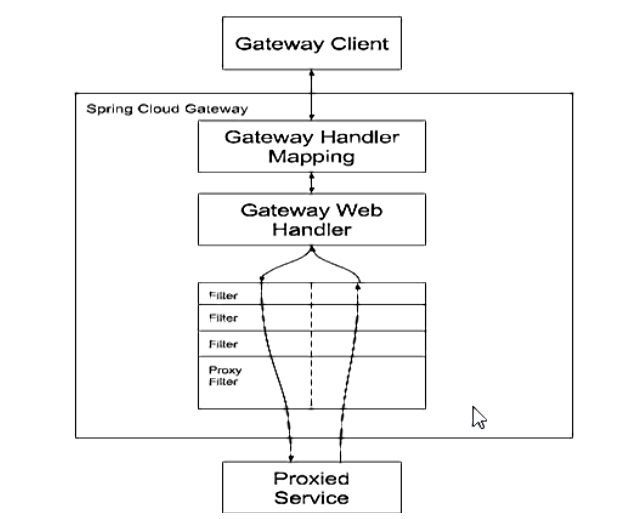 Gateway Client
Spring Cloud Gateway
Gateway Handler
Mapping
Gateway Web
Handler
Filter
Filter
Filter
Proxy
Filter
Proxied
Service